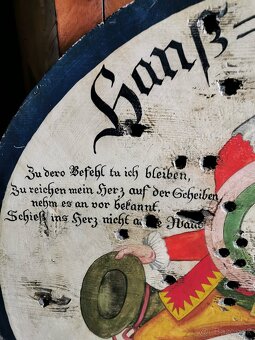 Hanß=
Zu dero Befehl tu ich bleiben,
Zu reichen mein Herz auf der Scheiben
nehm es an vor bekannt,
Schieß ins Herz nicht